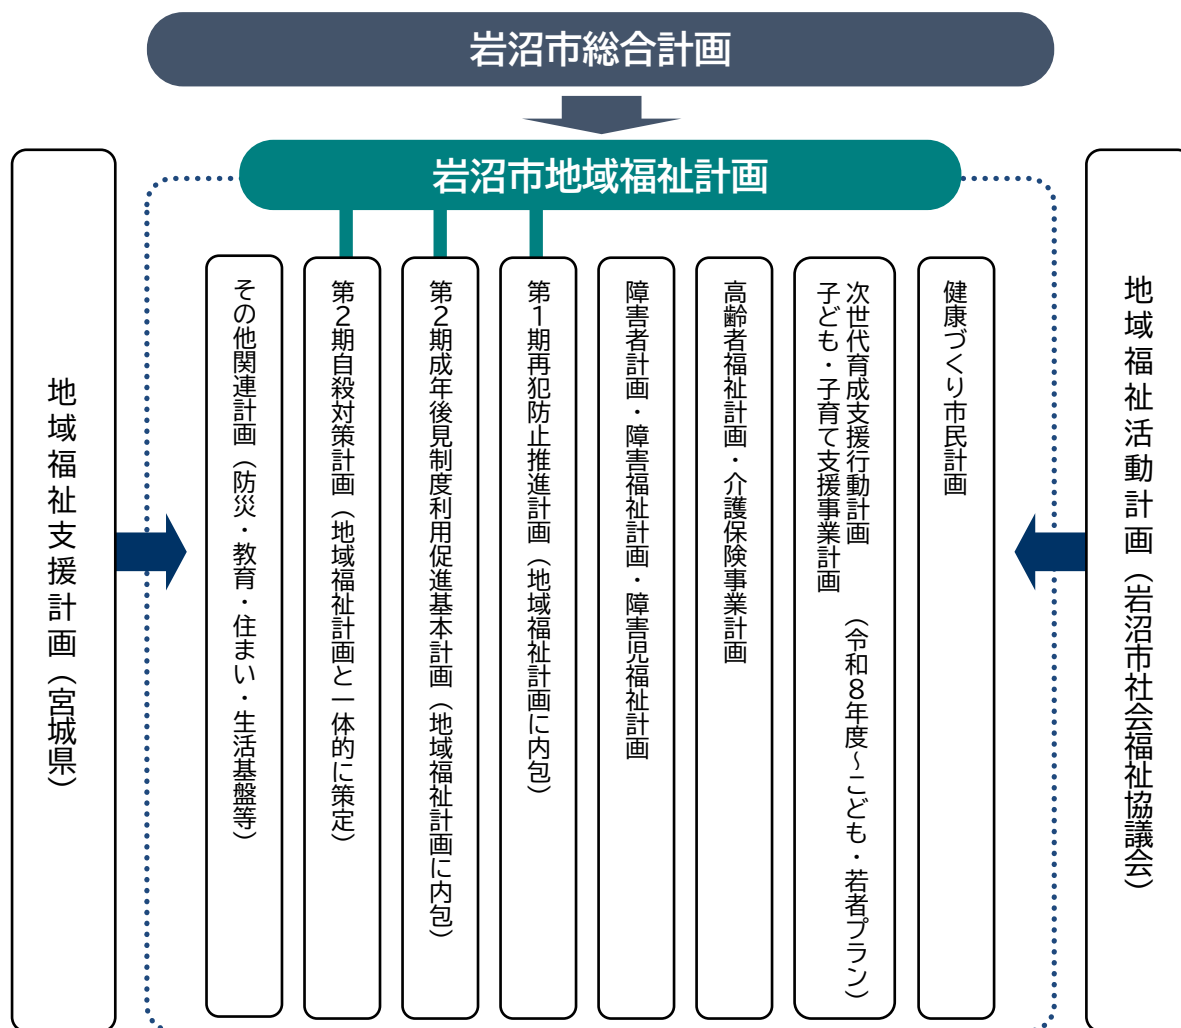 岩沼市総合計画
岩沼市地域福祉計画
地域福祉活動計画（岩沼市社会福祉協議会）
健康づくり市民計画
次世代育成支援行動計画
子ども・子育て支援事業計画
（令和８年度～こども・若者プラン）
高齢者福祉計画・介護保険事業計画
障害者計画・障害福祉計画・障害児福祉計画
第１期再犯防止推進計画（地域福祉計画に内包）
第２期成年後見制度利用促進基本計画（地域福祉計画に内包）
第２期自殺対策計画（地域福祉計画と一体的に策定）
その他関連計画（防災・教育・住まい・生活基盤等）
地域福祉支援計画（宮城県）